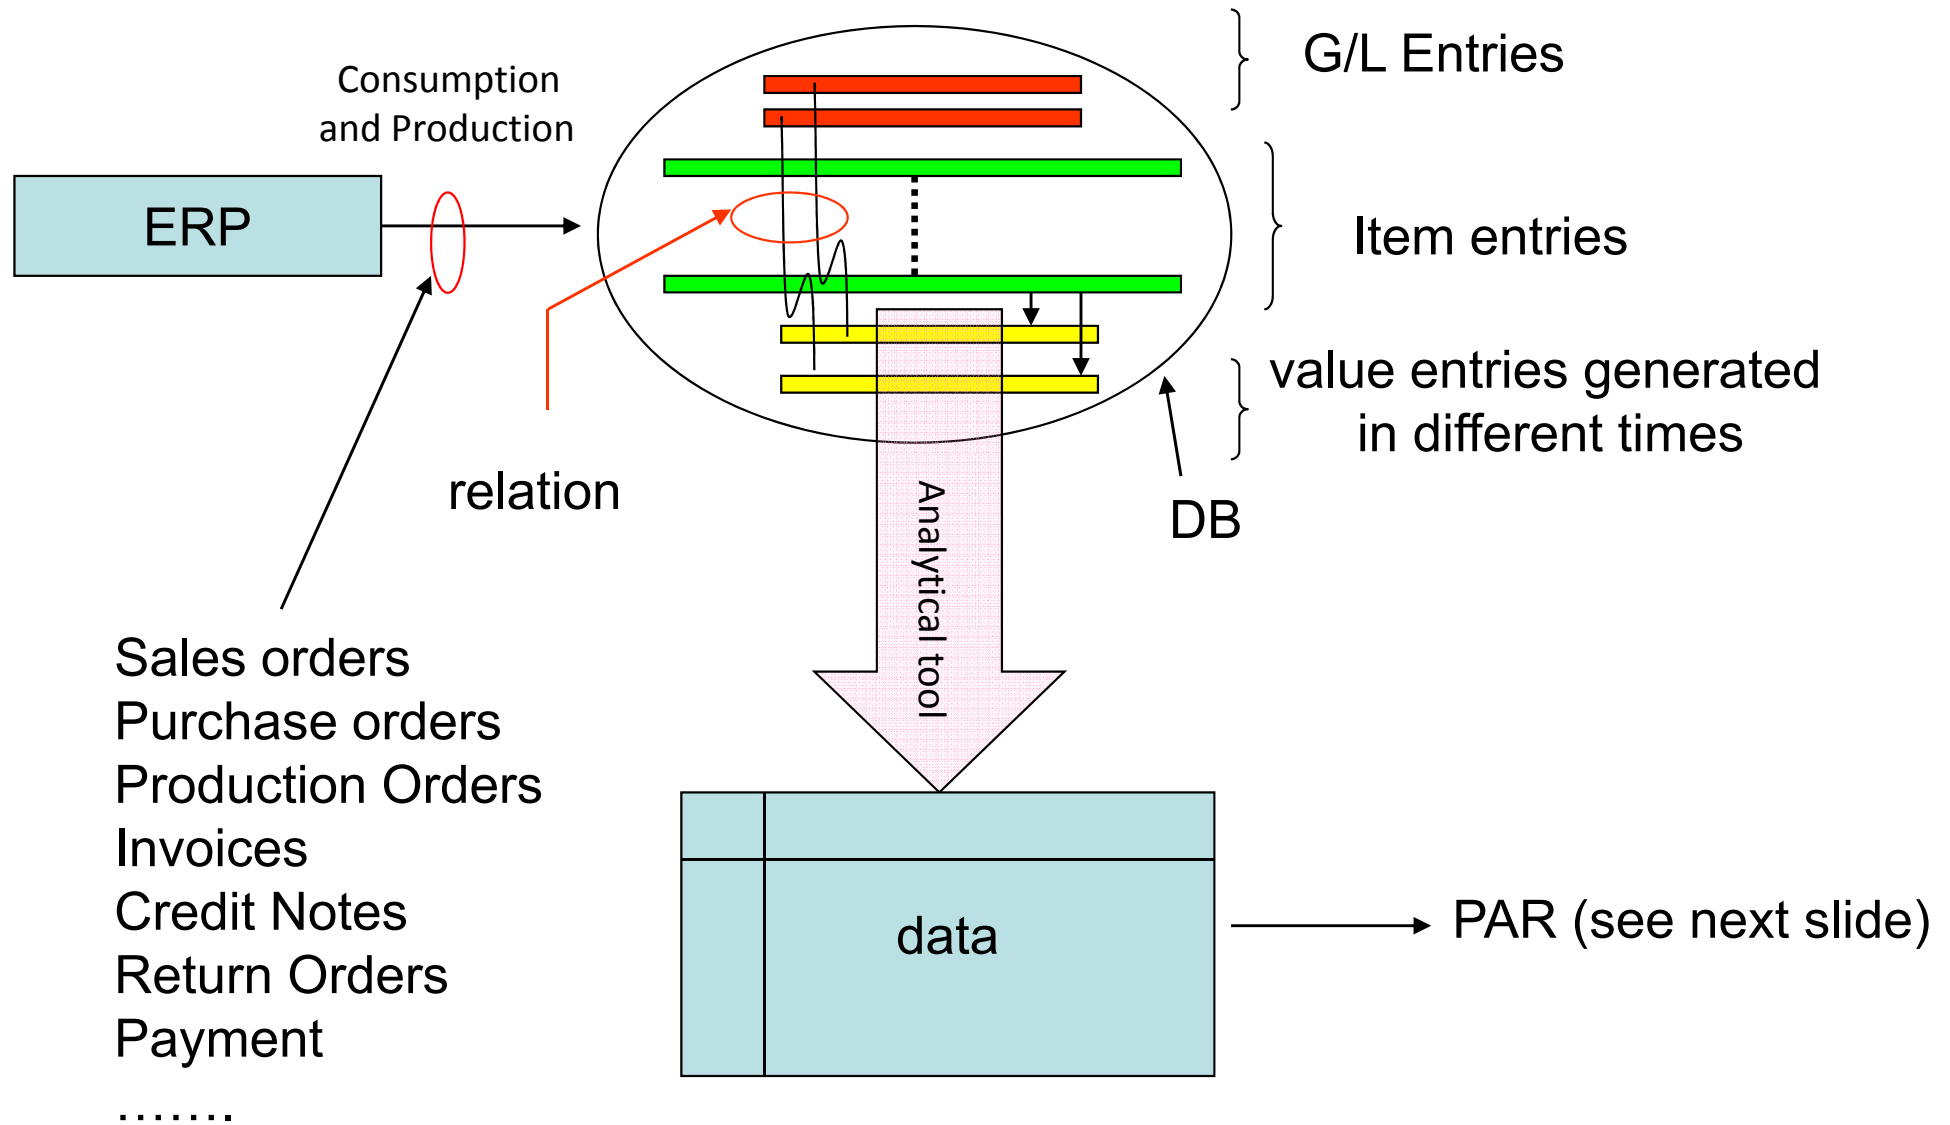 G/L Entries
Consumption
and Production
ERP
Item entries
value entries generated
in different times
relation
DB
Analytical tool
Sales orders
Purchase orders
Production Orders
Invoices
Credit Notes
Return Orders
Payment
…….
data
PAR (see next slide)